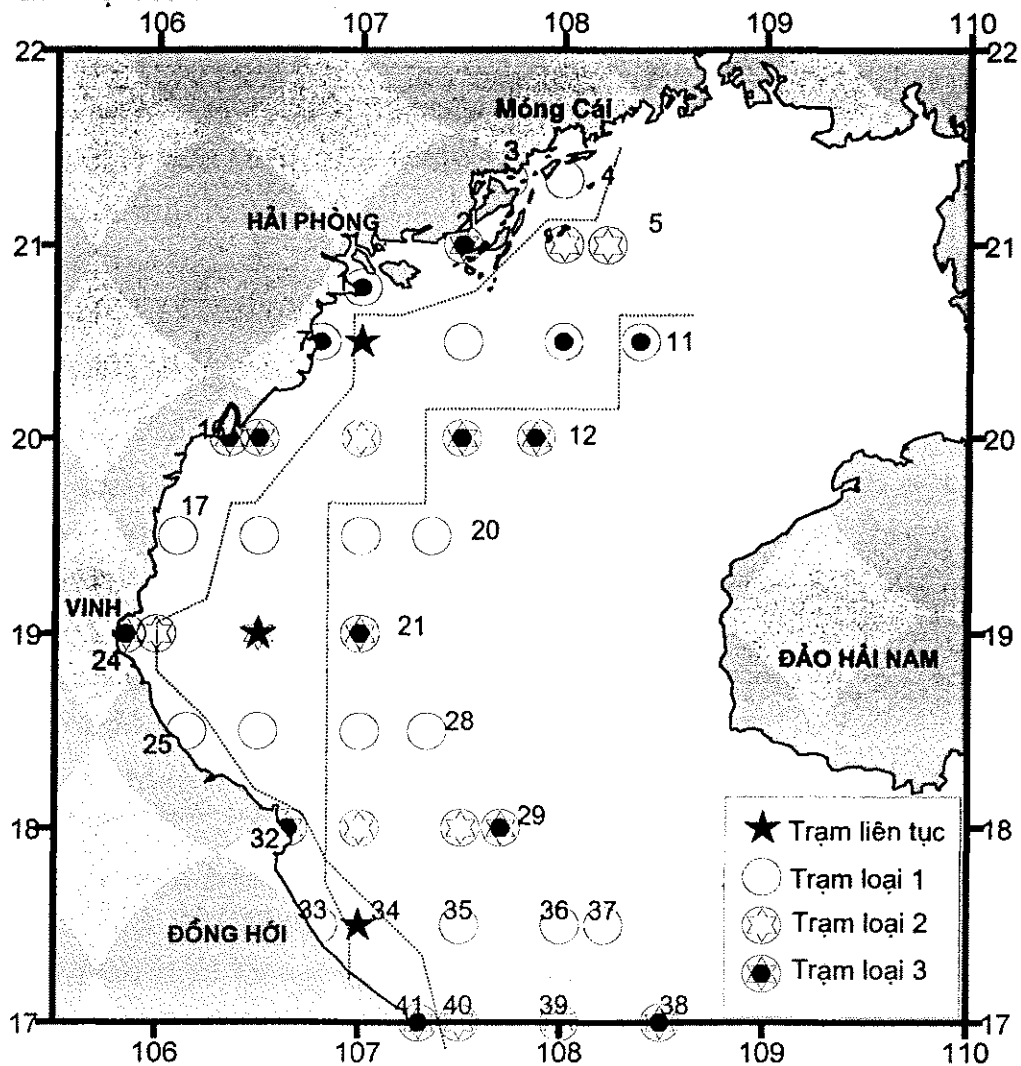 106 107 108 109 110
22 22
Móng Cái
3
4
HẢI PHÒNG
2 5
21 21
7 11
20 16 12 20
17
20
VINH
19 21 19
24
ĐẢO HẢI NAM
28
25
18 32 29 18
33 34 35 36 37
ĐỒNG HỚI
41 40 39 38
17 17
106 107 108 109 110
Trạm liên tục
Trạm loại 1
Trạm loại 2
Trạm loại 3